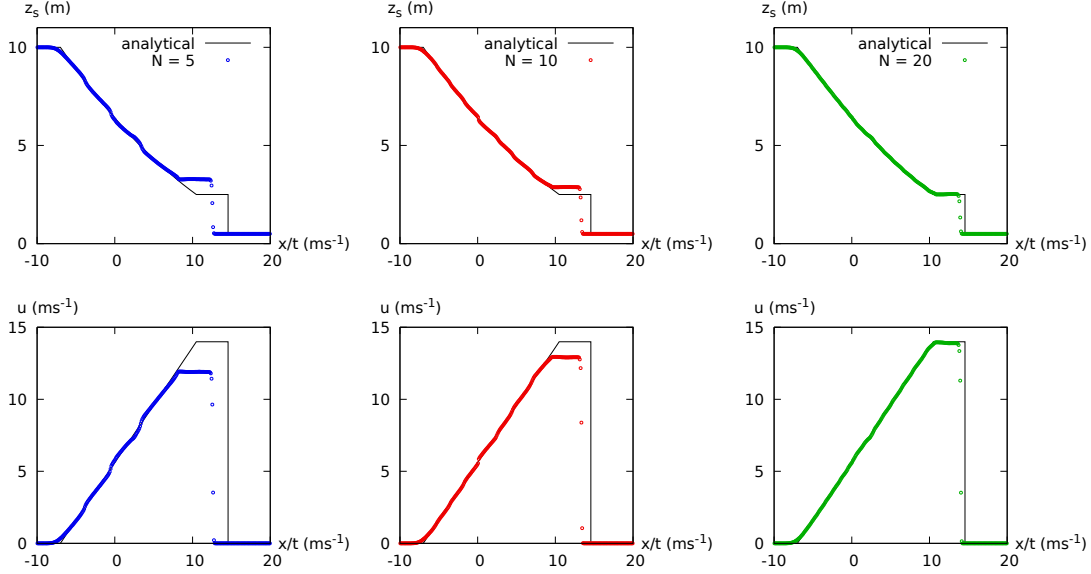 z_s (m)
analytical
N = 5
10
5
0
-10 0 10 20
x/t (ms⁻¹)
z_s (m)
analytical
N = 10
10
5
0
-10 0 10 20
x/t (ms⁻¹)
z_s (m)
analytical
N = 20
10
5
0
-10 0 10 20
x/t (ms⁻¹)
u (ms⁻¹)
15
10
5
0
-10 0 10 20
x/t (ms⁻¹)
u (ms⁻¹)
15
10
5
0
-10 0 10 20
x/t (ms⁻¹)
u (ms⁻¹)
15
10
5
0
-10 0 10 20
x/t (ms⁻¹)